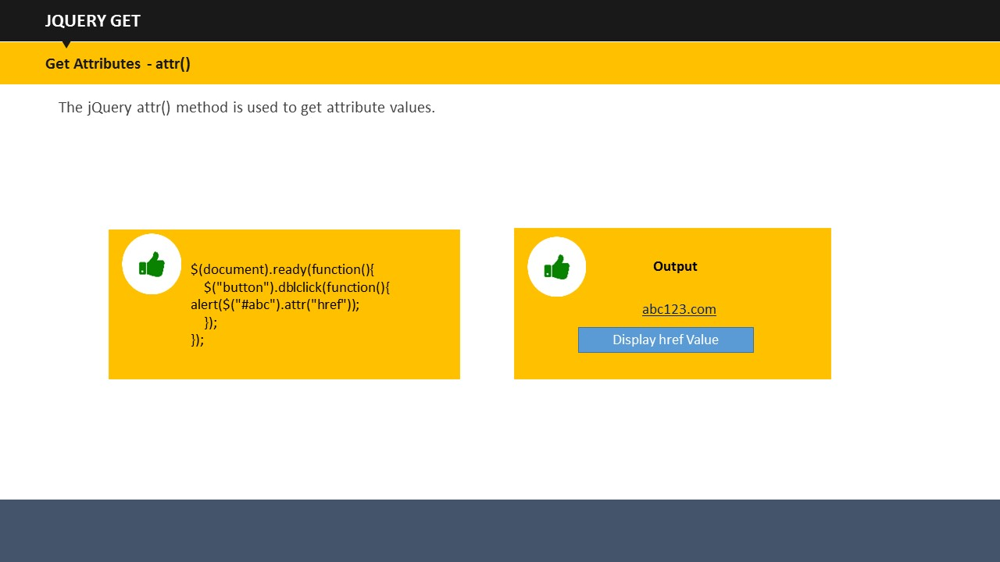 JQUERY GET
Get Attributes - attr()
The jQuery attr() method is used to get attribute values.
$(document).ready(function(){
$("button").dblclick(function(){
alert($("#abc").attr("href"));
});
});
Output
abc123.com
Display href Value